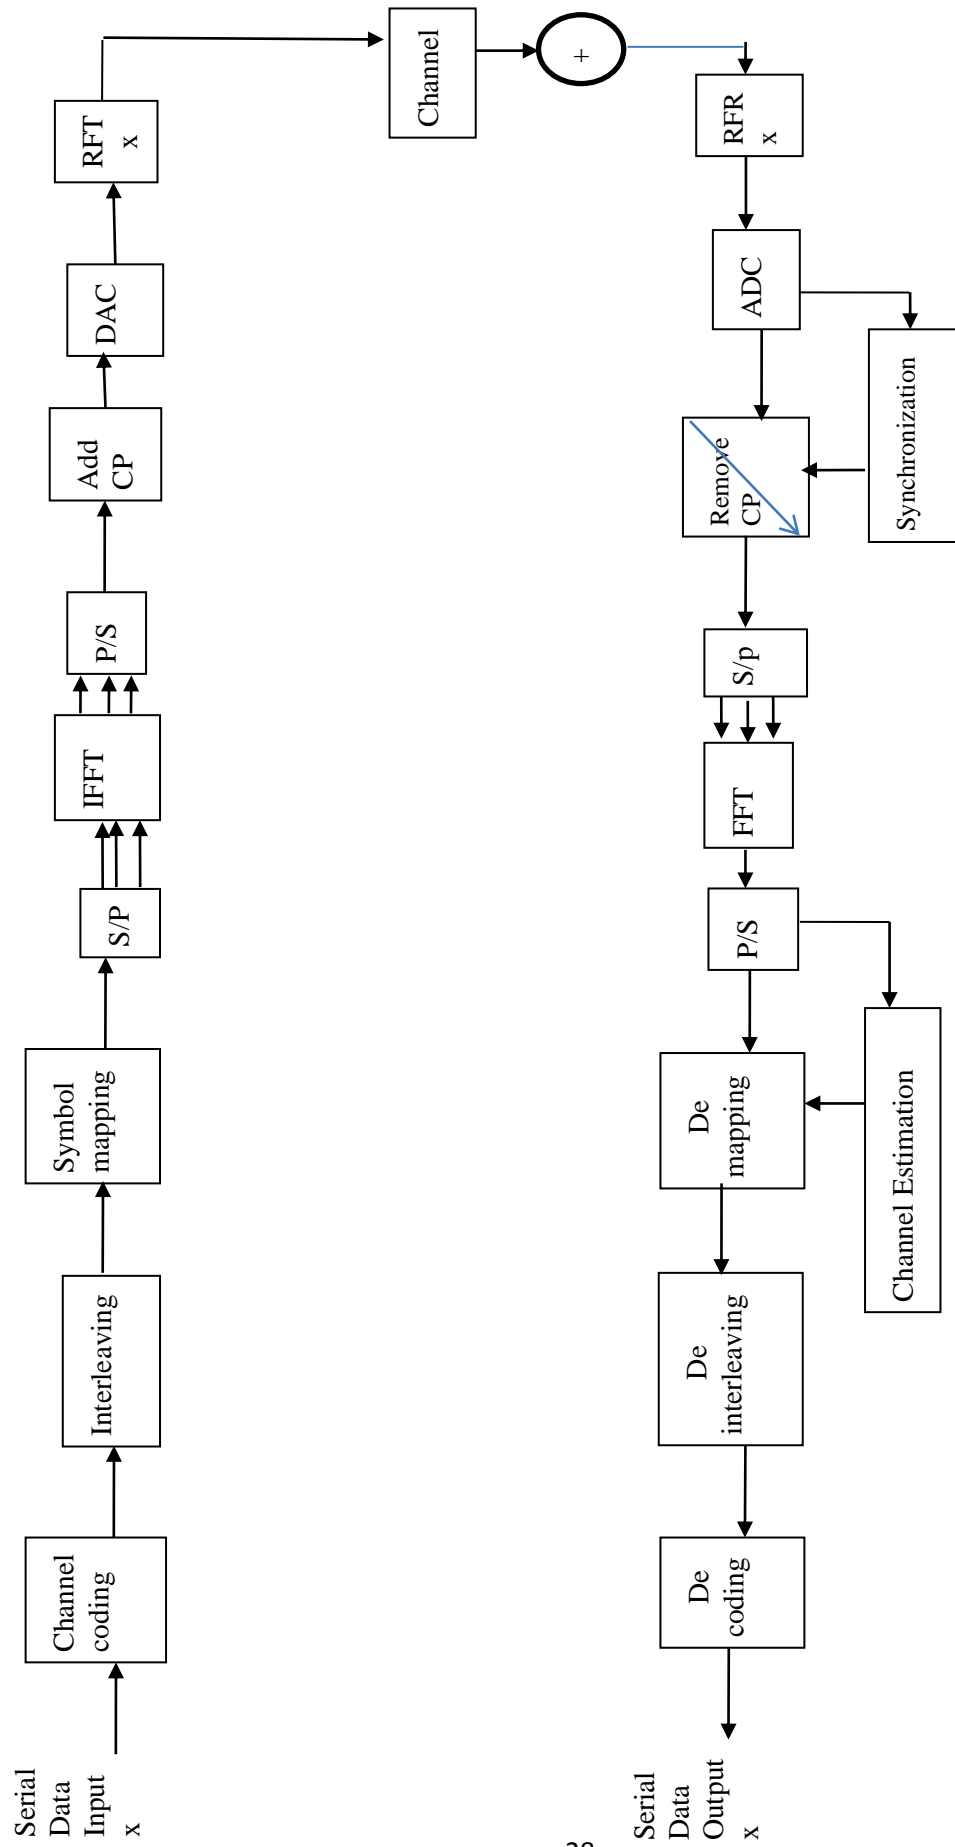 Serial
Data
Input
x
Channel
coding
Interleaving
Symbol
mapping
S/P
IFFT
P/S
Add
CP
DAC
RFT
x
Channel
+
RFR
x
ADC
Synchronization
Remove
CP
S/p
FFT
P/S
Channel Estimation
De
mapping
De
interleaving
De
coding
Serial
Data
Output
x